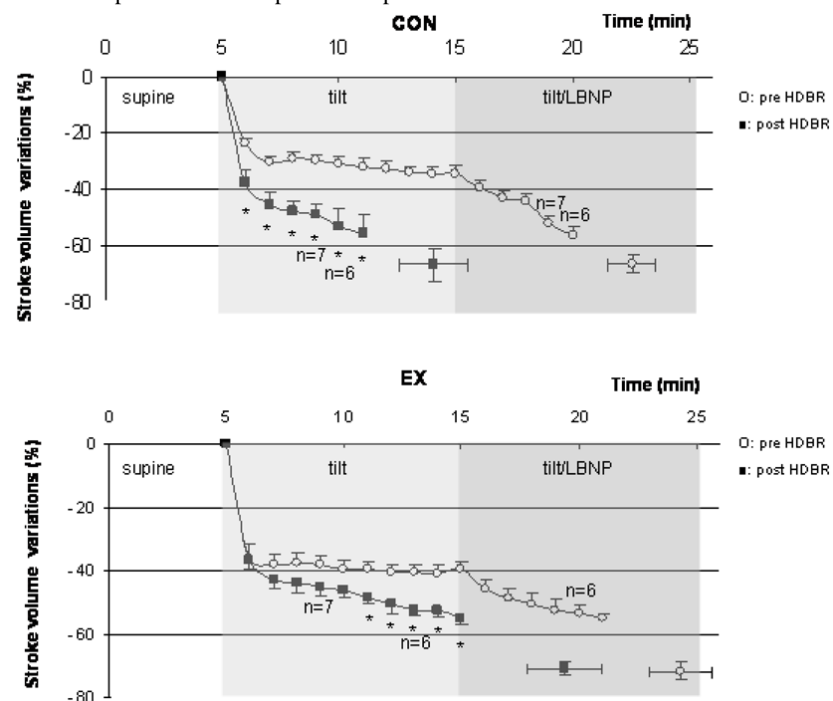 CON
Time (min)
0 5 10 15 20 25
0
supine tilt tilt/LBNP
○: pre HDBR
■: post HDBR
-20
-40
-60
-80
Stroke volume variations (%)
n=7
n=6
* * * * * *
n=7
n=6
EX
Time (min)
0 5 10 15 20 25
0
supine tilt tilt/LBNP
○: pre HDBR
■: post HDBR
-20
-40
-60
-80
Stroke volume variations (%)
n=6
n=7
* * * * *
n=6